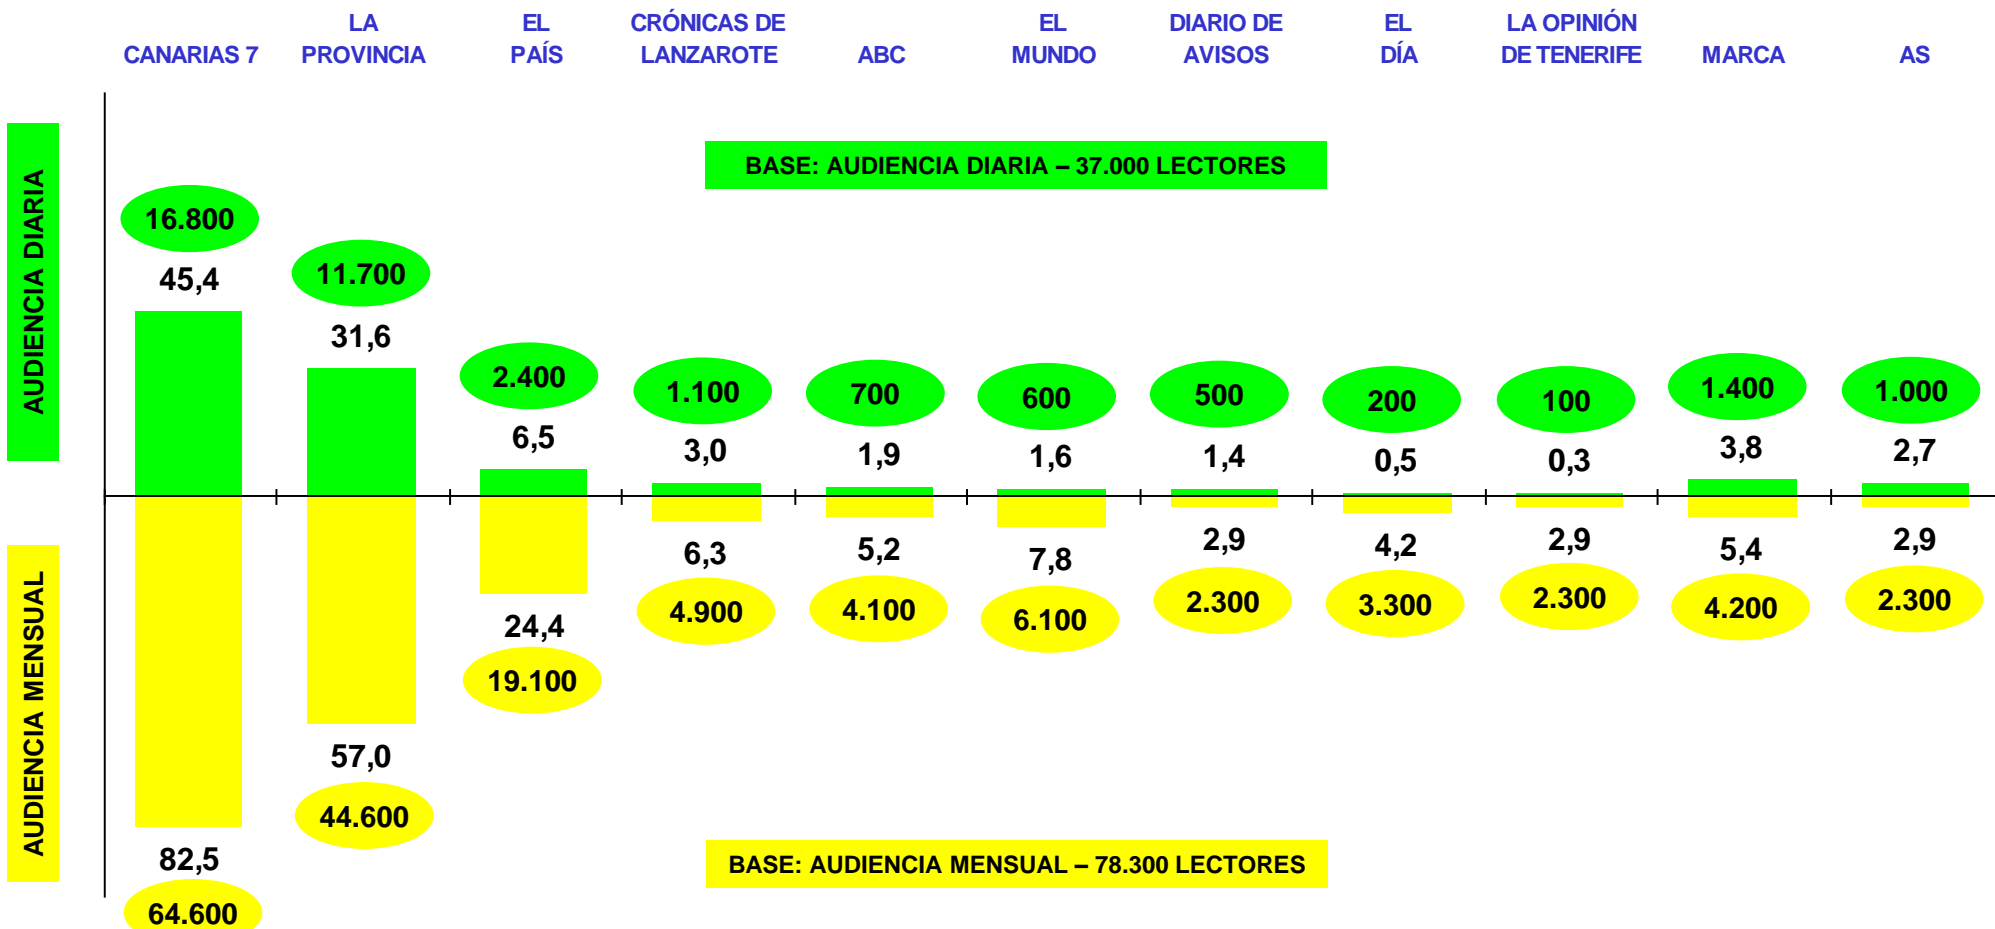 CANARIAS 7
LA
PROVINCIA
EL
PAÍS
CRÓNICAS DE
LANZAROTE
ABC
EL
MUNDO
DIARIO DE
AVISOS
EL
DÍA
LA OPINIÓN
DE TENERIFE
MARCA
AS
AUDIENCIA DIARIA
BASE: AUDIENCIA DIARIA – 37.000 LECTORES
16.800
11.700
2.400
1.100
700
600
500
200
100
1.400
1.000
45,4
31,6
6,5
3,0
1,9
1,6
1,4
0,5
0,3
3,8
2,7
AUDIENCIA MENSUAL
82,5
57,0
24,4
6,3
5,2
7,8
2,9
4,2
2,9
5,4
2,9
64.600
44.600
19.100
4.900
4.100
6.100
2.300
3.300
2.300
4.200
2.300
BASE: AUDIENCIA MENSUAL – 78.300 LECTORES